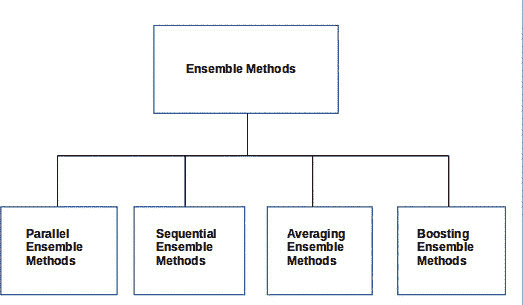 Ensemble Methods
Parallel
Ensemble
Methods
Sequential
Ensemble
Methods
Averaging
Ensemble
Methods
Boosting
Ensemble
Methods